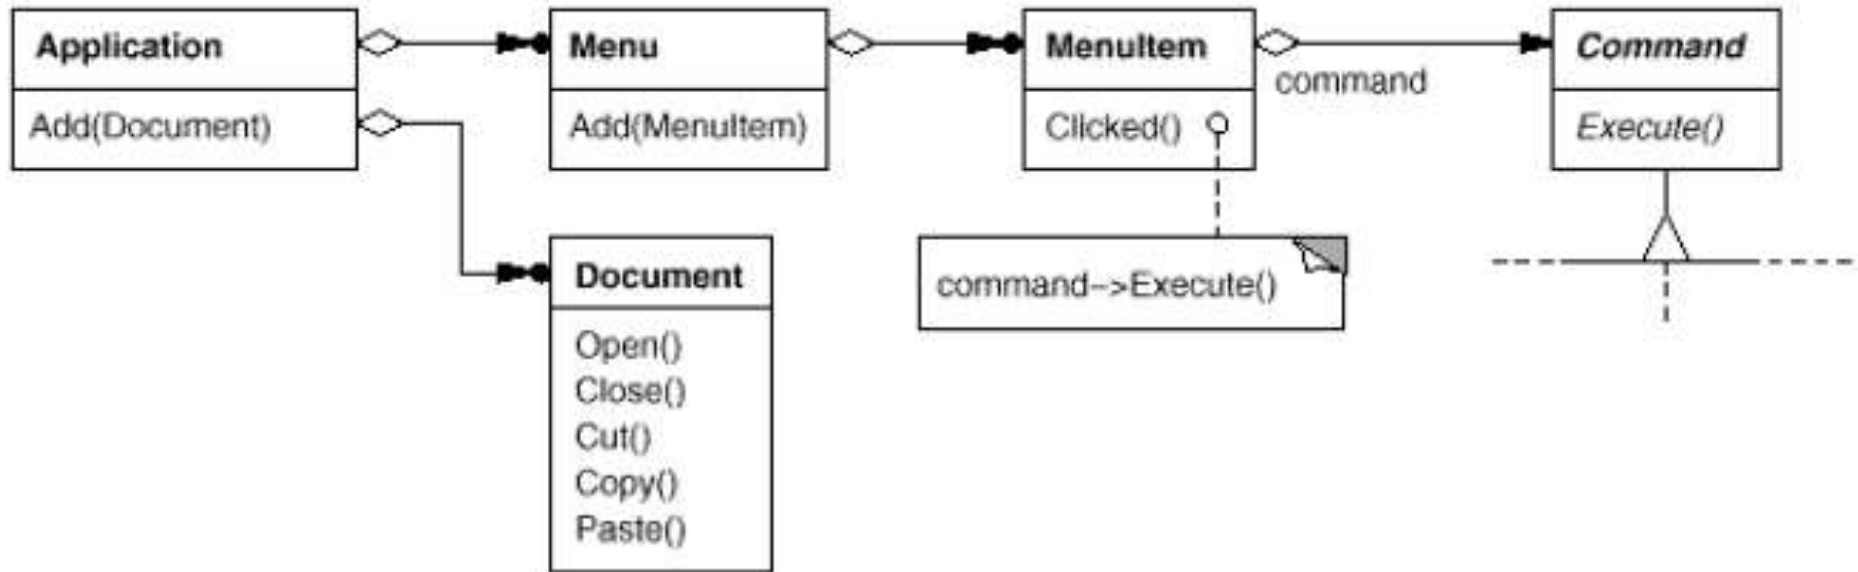 Application
Add(Document)
Menu
Add(MenuItem)
MenuItem
Clicked()
command
Command
Execute()
command–>Execute()
Document
Open()
Close()
Cut()
Copy()
Paste()